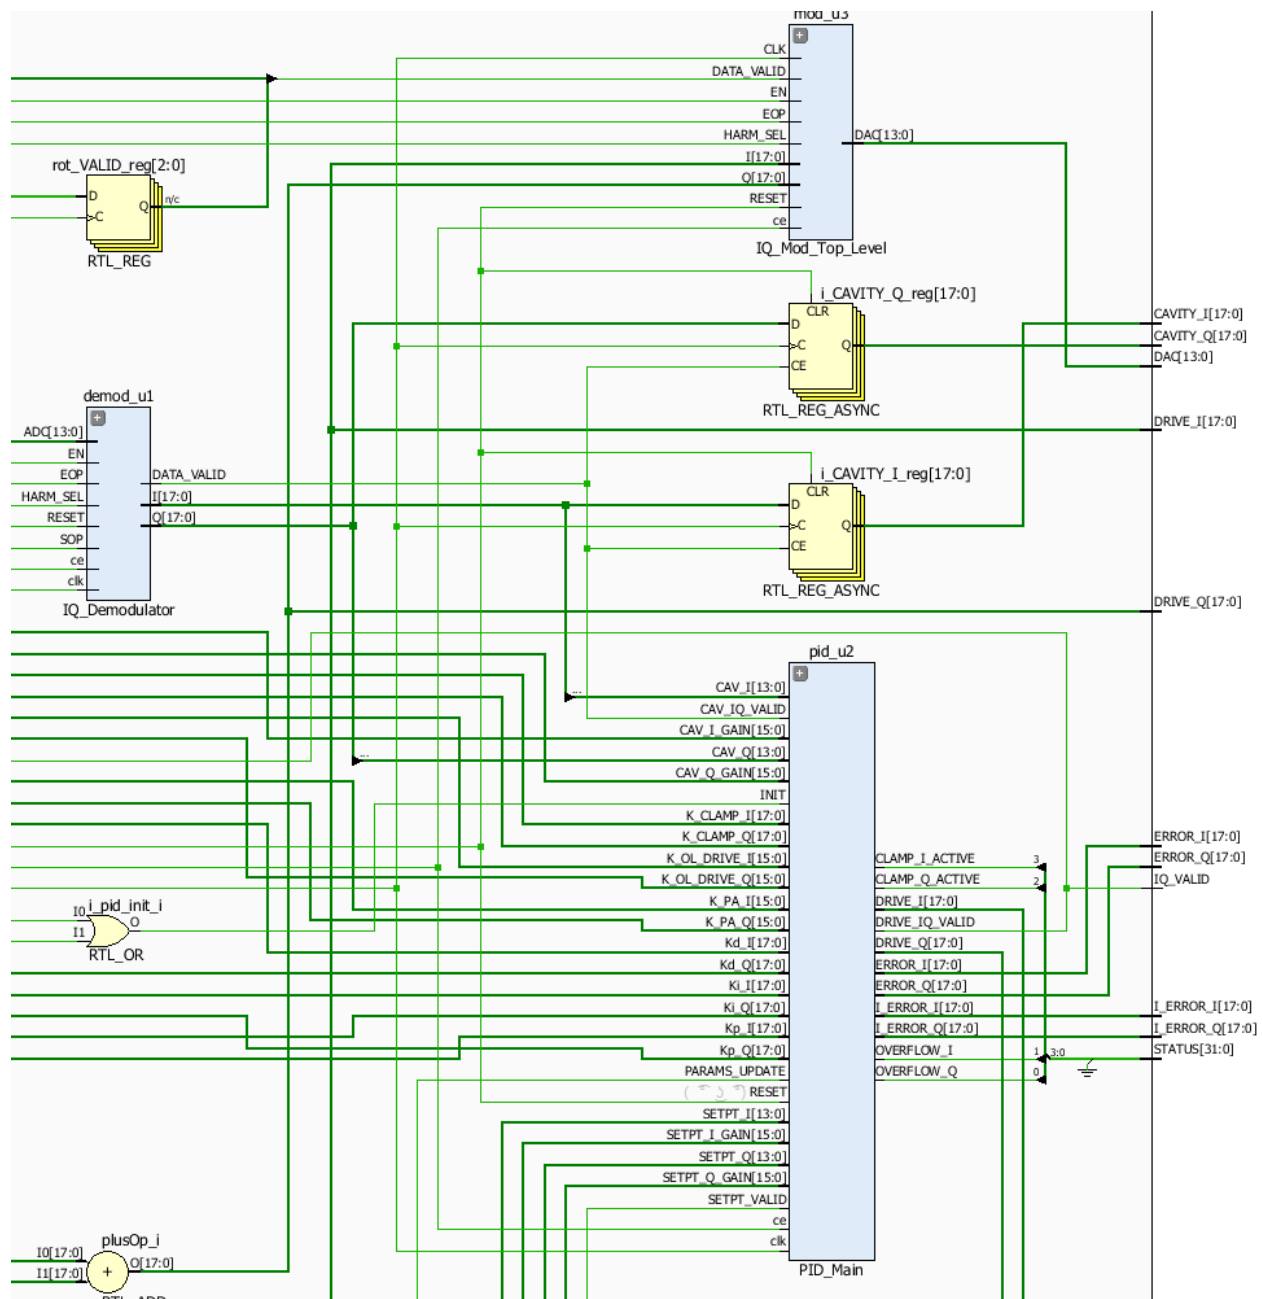 mod_u3
CLK
DATA_VALID
EN
EOP
HARM_SEL
I[17:0]
Q[17:0]
RESET
ce
DAC[13:0]
IQ_Mod_Top_Level
rot_VALID_reg[2:0]
D
C
Q
n/c
RTL_REG
i_CAVITY_Q_reg[17:0]
CLR
D
C
CE
Q
RTL_REG_ASYNC
CAVITY_I[17:0]
CAVITY_Q[17:0]
DAC[13:0]
demod_u1
ADC[13:0]
EN
EOP
HARM_SEL
RESET
SOP
ce
clk
DATA_VALID
I[17:0]
Q[17:0]
IQ_Demodulator
DRIVE_I[17:0]
i_CAVITY_I_reg[17:0]
CLR
D
C
CE
Q
RTL_REG_ASYNC
DRIVE_Q[17:0]
pid_u2
...
...
CAV_I[13:0]
CAV_IQ_VALID
CAV_I_GAIN[15:0]
CAV_Q[13:0]
CAV_Q_GAIN[15:0]
INIT
K_CLAMP_I[17:0]
K_CLAMP_Q[17:0]
K_OL_DRIVE_I[15:0]
K_OL_DRIVE_Q[15:0]
K_PA_I[15:0]
K_PA_Q[15:0]
Kd_I[17:0]
Kd_Q[17:0]
Ki_I[17:0]
Ki_Q[17:0]
Kp_I[17:0]
Kp_Q[17:0]
PARAMS_UPDATE
( ͡° ͜ʖ ͡°) RESET
SETPT_I[13:0]
SETPT_I_GAIN[15:0]
SETPT_Q[13:0]
SETPT_Q_GAIN[15:0]
SETPT_VALID
ce
clk
CLAMP_I_ACTIVE 3
CLAMP_Q_ACTIVE 2
DRIVE_I[17:0]
DRIVE_IQ_VALID
DRIVE_Q[17:0]
ERROR_I[17:0]
ERROR_Q[17:0]
I_ERROR_I[17:0]
I_ERROR_Q[17:0]
OVERFLOW_I 1 3:0
OVERFLOW_Q 0
PID_Main
ERROR_I[17:0]
ERROR_Q[17:0]
IQ_VALID
I_ERROR_I[17:0]
I_ERROR_Q[17:0]
STATUS[31:0]
i_pid_init_i
I0
I1
O
RTL_OR
plusOp_i
I0[17:0]
I1[17:0]
+
O[17:0]
RTL_ADD